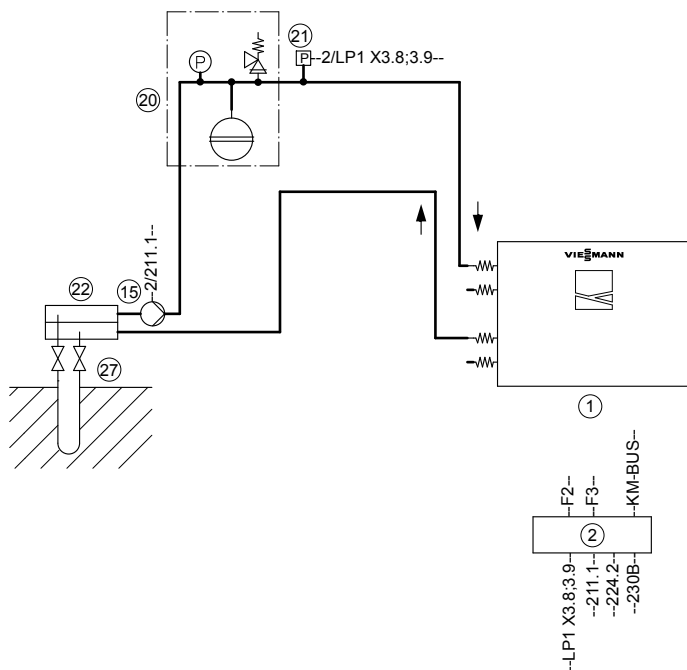 21
P
P--2/LP1 X3.8;3.9--
20
--2/211.1--
22
15
VIESMANN
27
1
--F2--
--F3--
--KM-BUS--
2
--LP1 X3.8;3.9--
--211.1--
--224.2--
--230B--